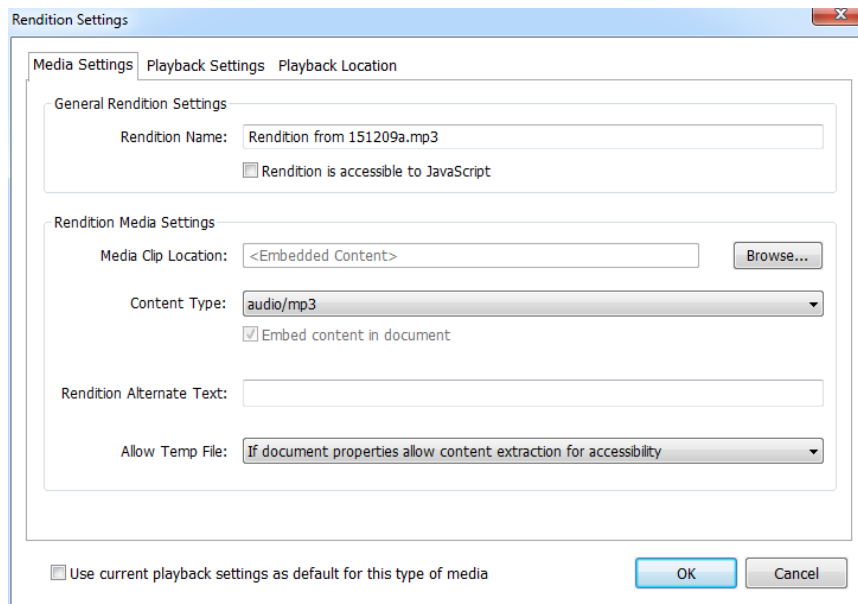 Rendition Settings
Media Settings Playback Settings Playback Location
General Rendition Settings
Rendition Name: Rendition from 151209a.mp3
Rendition is accessible to JavaScript
Rendition Media Settings
Media Clip Location: <Embedded Content> Browse...
Content Type: audio/mp3
Embed content in document
Rendition Alternate Text:
Allow Temp File: If document properties allow content extraction for accessibility
Use current playback settings as default for this type of media OK Cancel